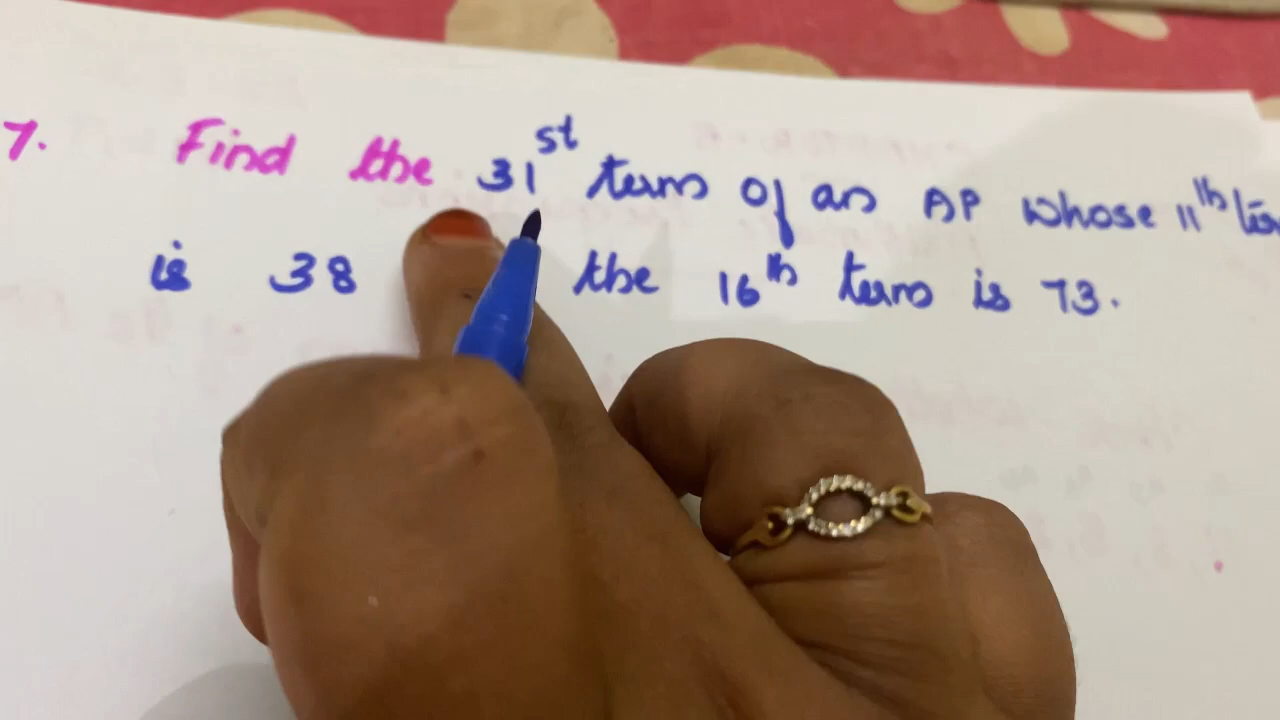 7. Find the 31st term of an AP whose 11th
is 38 the 16th term is 73.